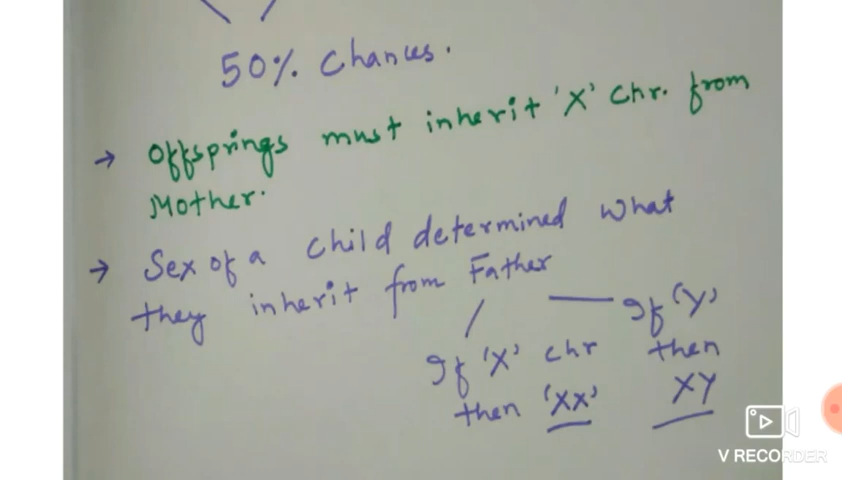 50% Chances.
→ Offsprings must inherit 'X' Chr. from
Mother.
→ Sex of a child determined what
they inherit from Father
If 'X' chr
then 'XX'
If 'Y'
then
XY
V RECORDER